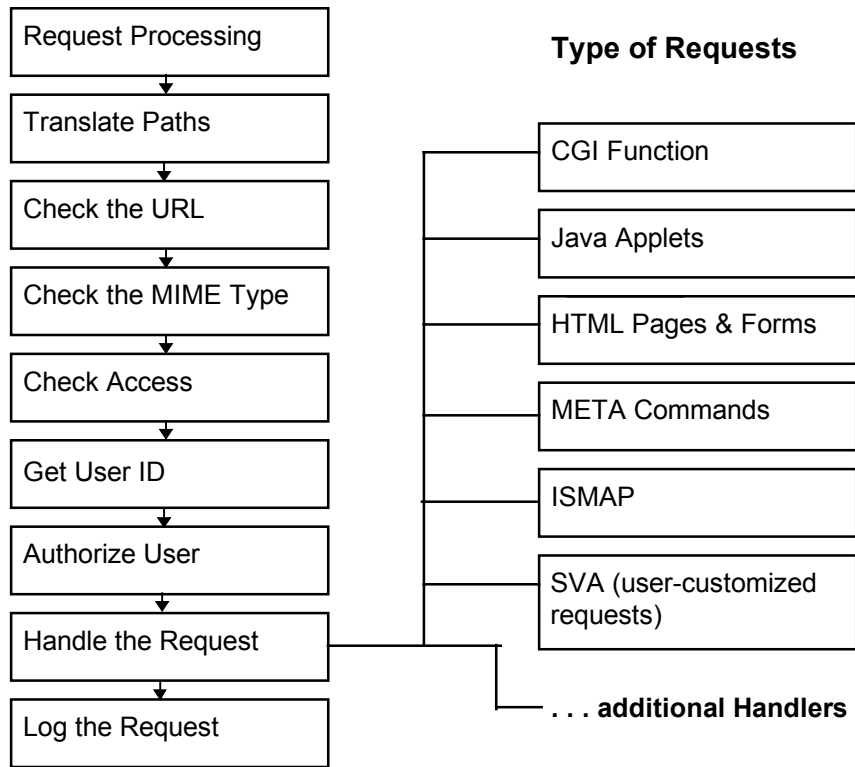 Request Processing
Translate Paths
Check the URL
Check the MIME Type
Check Access
Get User ID
Authorize User
Handle the Request
Log the Request
Type of Requests
CGI Function
Java Applets
HTML Pages & Forms
META Commands
ISMAP
SVA (user-customized
requests)
. . . additional Handlers